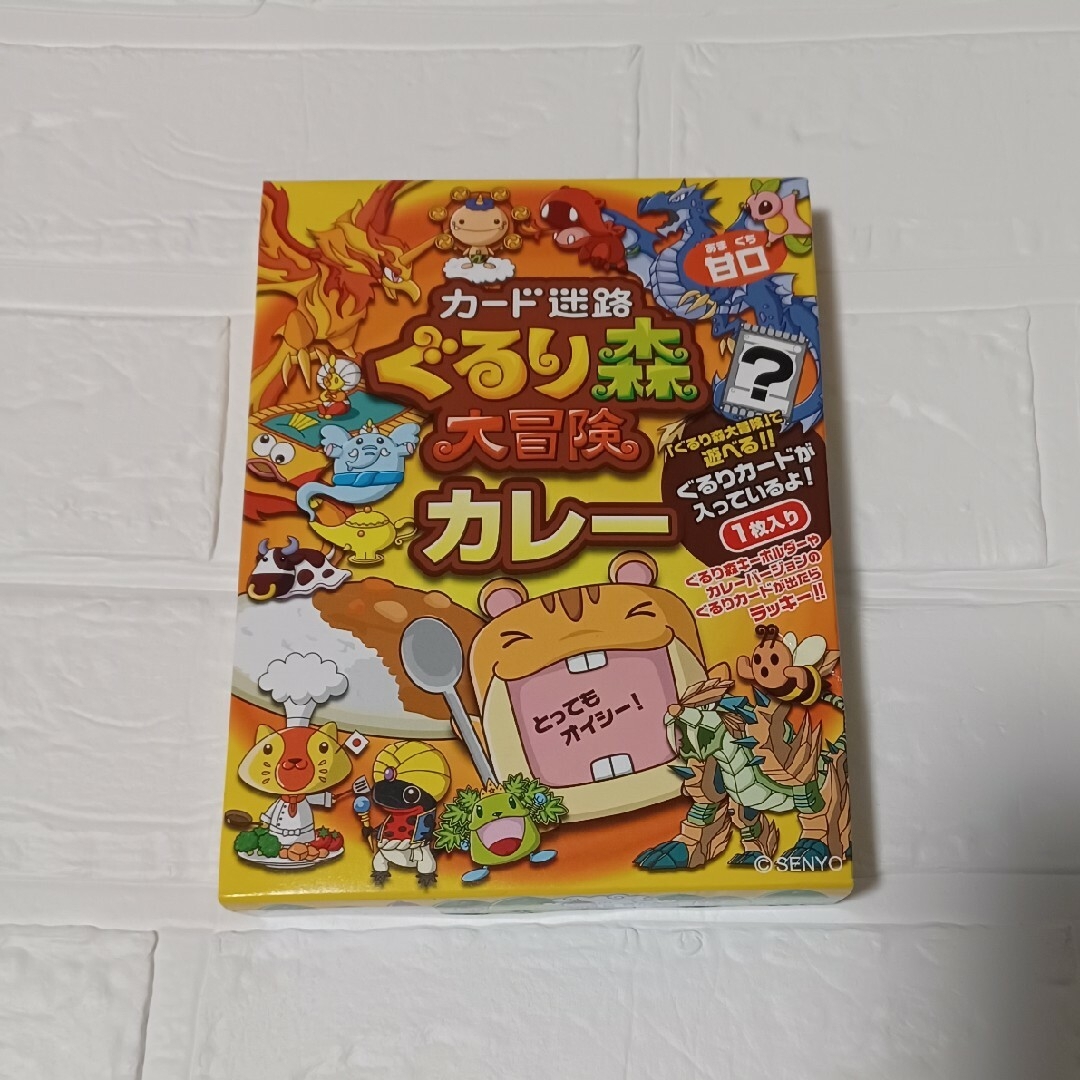 あま くち
甘口
カード迷路
ぐるり森
大冒険
カレー
?
「ぐるり森大冒険」で
遊べる!!
ぐるりカードが
入っているよ!
1枚入り
ぐるり森キーホルダーや
カレーバージョンの
ぐるりカードが出たら
ラッキー!!
とっても
オイシー!
©SENYO